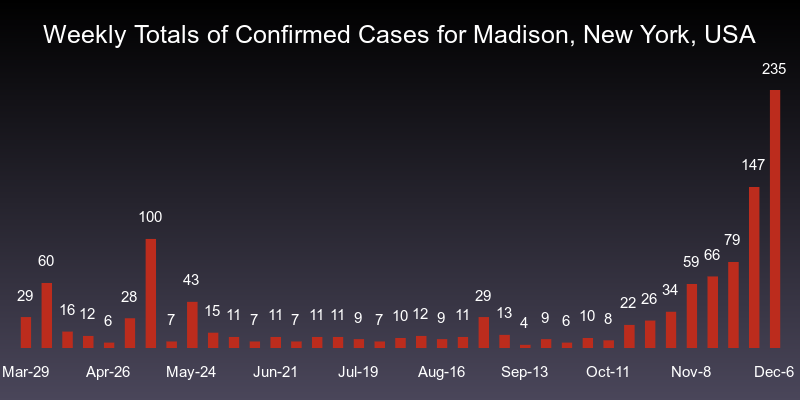 Weekly Totals of Confirmed Cases for Madison, New York, USA
29 60 16 12 6 28 100 7 43 15 11 7 11 7 11 11 9 7 10 12 9 11 29 13 4 9 6 10 8 22 26 34 59 66 79 147 235
Mar-29 Apr-26 May-24 Jun-21 Jul-19 Aug-16 Sep-13 Oct-11 Nov-8 Dec-6